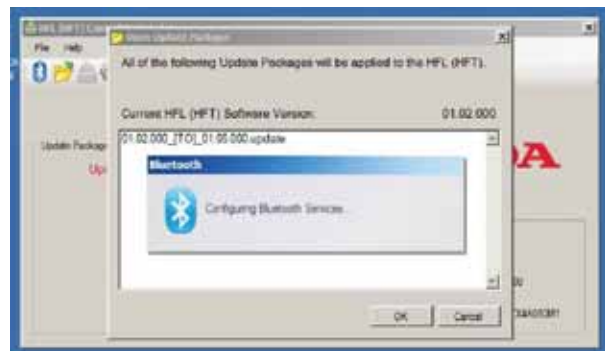 File Help
All of the following Update Packages will be applied to the HFL (HFT).
Current HFL (HFT) Software Version: 01.02.000
01.02.000_[TO]_01.05.000.update
Update Package
Bluetooth
Configuring Bluetooth Services...
OK Cancel